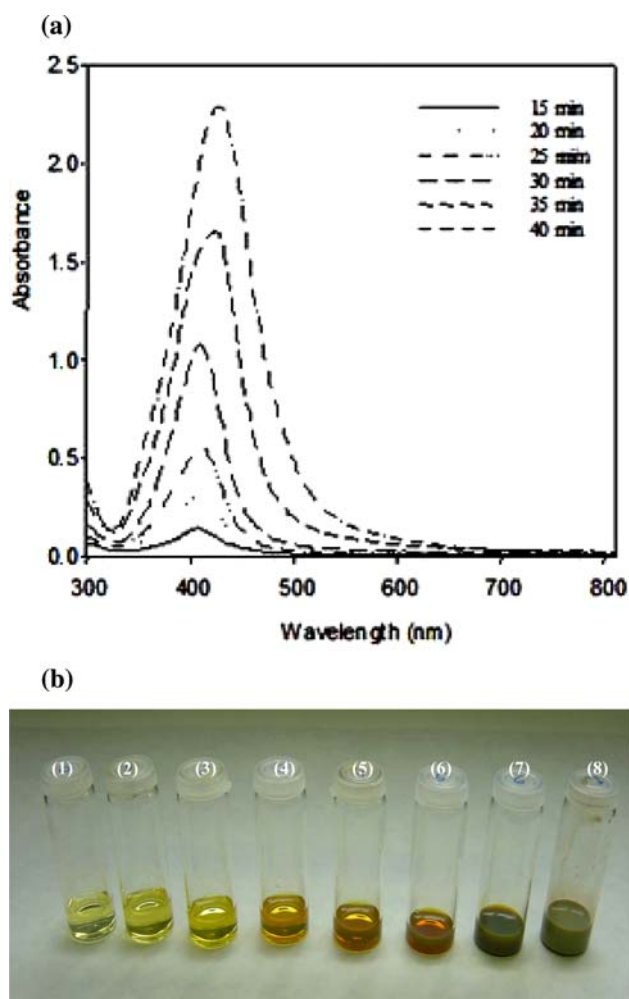 (a)
2.5
2.0
1.5
1.0
0.5
0.0
Absorbance
15 min
20 min
25 min
30 min
35 min
40 min
300 400 500 600 700 800
Wavelength (nm)
(b)
(1) (2) (3) (4) (5) (6) (7) (8)